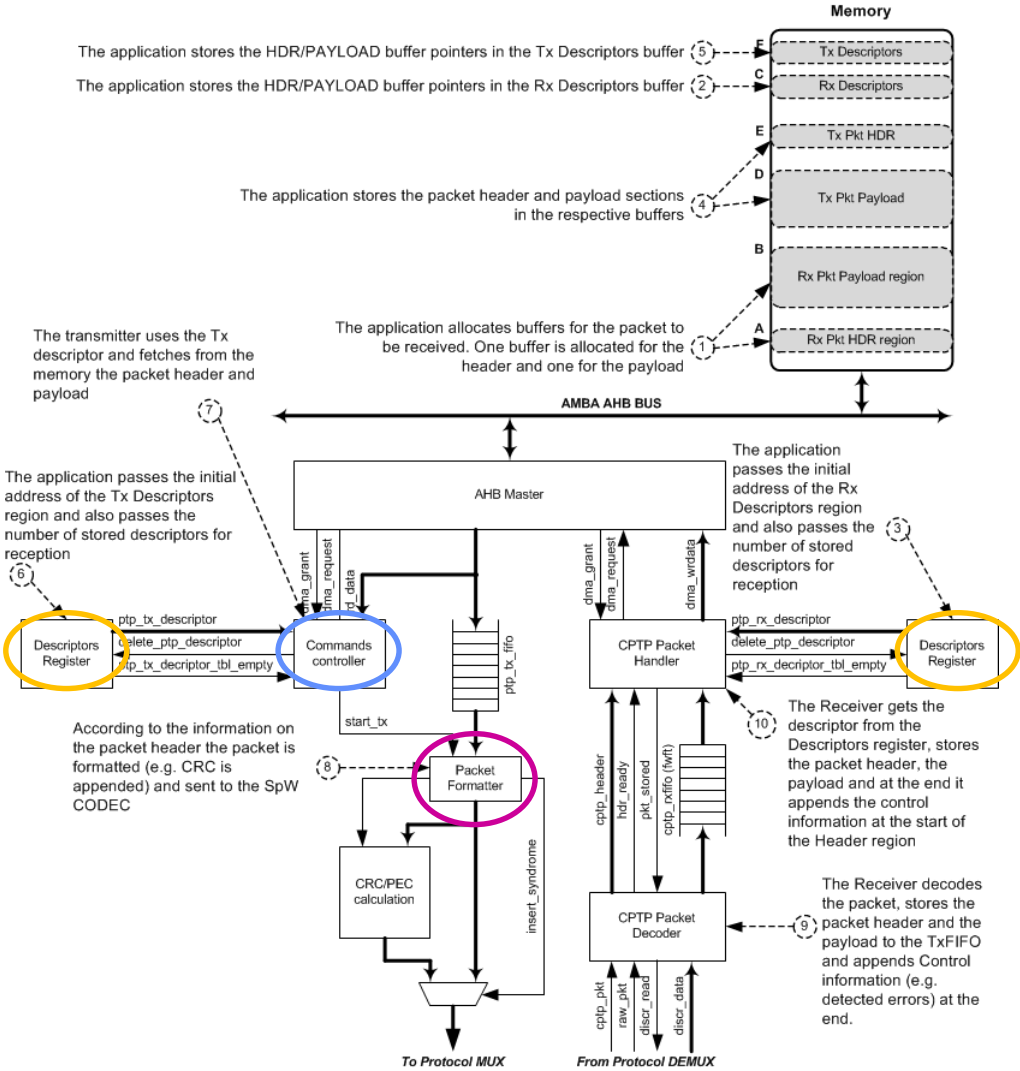 Memory
The application stores the HDR/PAYLOAD buffer pointers in the Tx Descriptors buffer
5
F
Tx Descriptors
The application stores the HDR/PAYLOAD buffer pointers in the Rx Descriptors buffer
2
C
Rx Descriptors
E
Tx Pkt HDR
D
The application stores the packet header and payload sections
in the respective buffers
4
Tx Pkt Payload
B
Rx Pkt Payload region
The application allocates buffers for the packet to
be received. One buffer is allocated for the
header and one for the payload
1
A
Rx Pkt HDR region
The transmitter uses the Tx
descriptor and fetches from the
memory the packet header and
payload
7
AMBA AHB BUS
The application passes the initial
address of the Tx Descriptors
region and also passes the
number of stored descriptors for
reception
6
AHB Master
The application
passes the initial
address of the Rx
Descriptors region
and also passes the
number of stored
descriptors for
reception
3
dma_grant
dma_request
rd_data
dma_grant
dma_request
dma_wrdata
Descriptors
Register
ptp_tx_descriptor
delete_ptp_descriptor
ptp_tx_decriptor_tbl_empty
Commands
controller
ptp_tx_fifo
CPTP Packet
Handler
ptp_rx_descriptor
delete_ptp_descriptor
ptp_rx_decriptor_tbl_empty
Descriptors
Register
start_tx
According to the information on
the packet header the packet is
formatted (e.g. CRC is
appended) and sent to the SpW
CODEC
8
Packet
Formatter
10
The Receiver gets the
descriptor from the
Descriptors register, stores
the packet header, the
payload and at the end it
appends the control
information at the start of
the Header region
cptp_header
hdr_ready
pkt_stored
cptp_rxfifo (fwft)
CRC/PEC
calculation
insert_syndrome
CPTP Packet
Decoder
9
The Receiver decodes
the packet, stores the
packet header and the
payload to the TxFIFO
and appends Control
information (e.g.
detected errors) at the
end.
cptp_pkt
raw_pkt
discr_read
discr_data
To Protocol MUX
From Protocol DEMUX